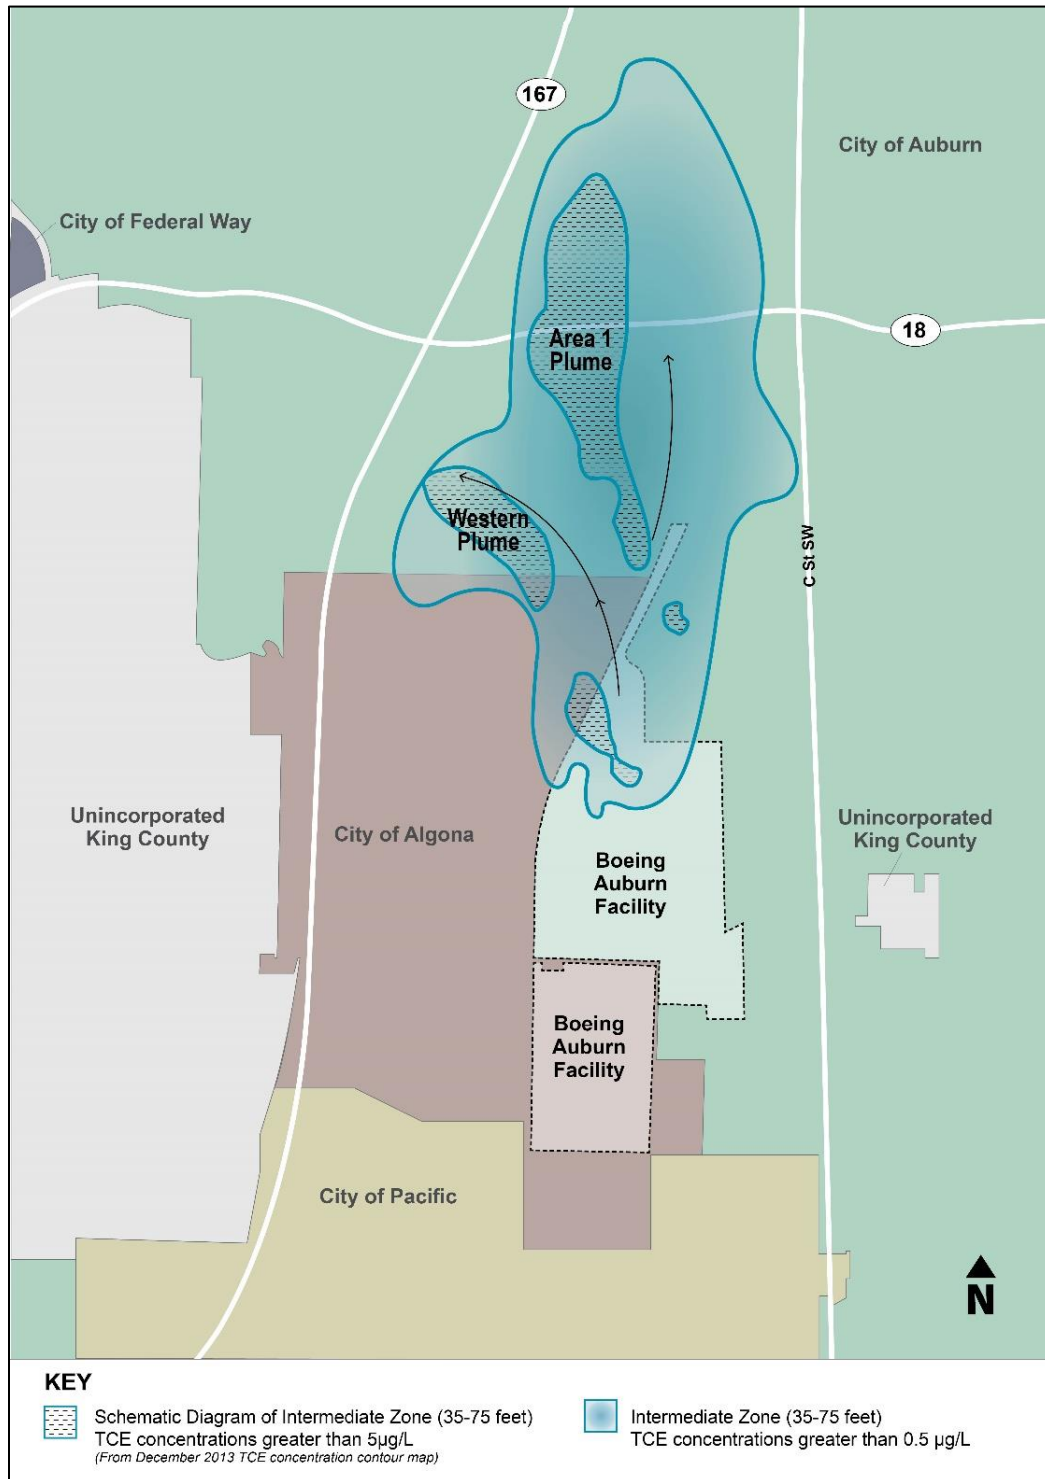 167
City of Auburn
City of Federal Way
18
Area 1
Plume
Western
Plume
C St SW
Unincorporated
King County
City of Algona
Unincorporated
King County
Boeing
Auburn
Facility
Boeing
Auburn
Facility
City of Pacific
N
KEY
Schematic Diagram of Intermediate Zone (35-75 feet)
TCE concentrations greater than 5µg/L
(From December 2013 TCE concentration contour map)
Intermediate Zone (35-75 feet)
TCE concentrations greater than 0.5 µg/L